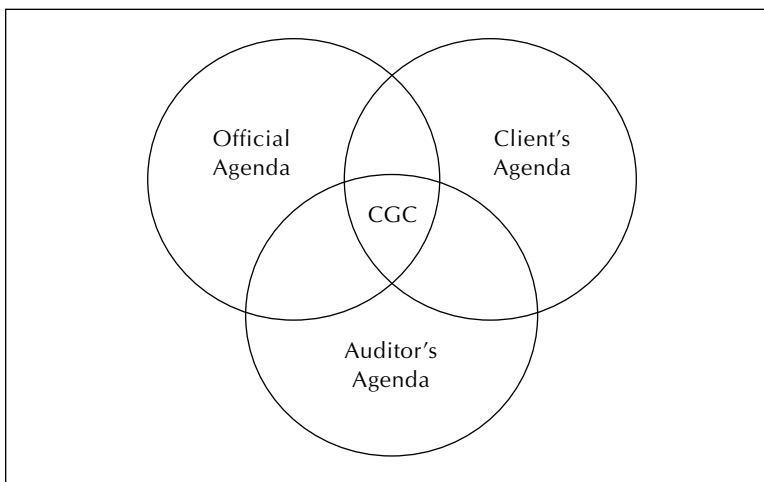 Official
Agenda
Client's
Agenda
CGC
Auditor's
Agenda